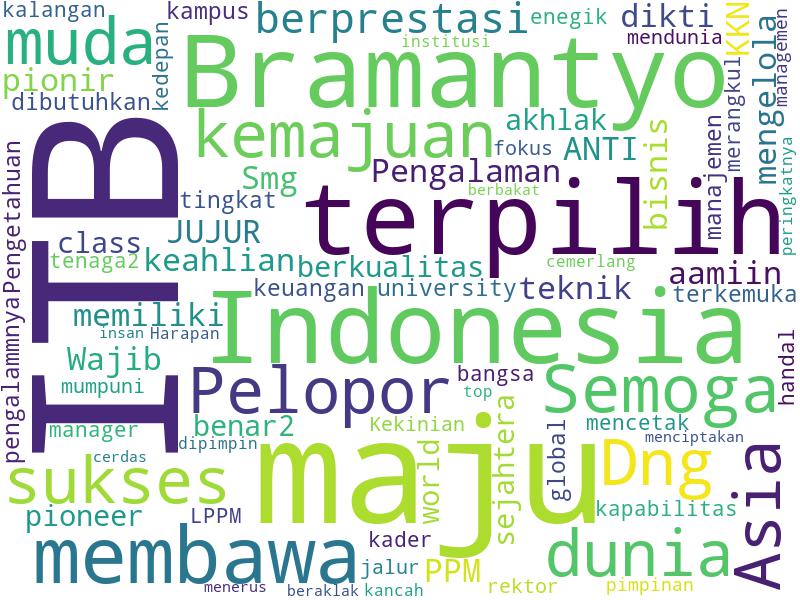 kalangan
kampus
berprestasi
enegik
dikti
KKN
managemen
muda
kedepan
Bramantyo
institusi
mendunia
mengelola
pionir
dibutuhkan
merangkul
ITB
kemajuan
akhlak
fokus
ANTI
bisnis
manajemen
peringkatnya
Pengetahuan
Smg
Pengalaman
berbakat
tingkat
terpilih
class
JUJUR
tenaga2
keahlian
berkualitas
cemerlang
aamiin
keuangan
university
teknik
terkemuka
pengalammnya
memiliki
Indonesia
insan
Harapan
Wajib
handal
mumpuni
Pelopor
bangsa
top
Semoga
manager
benar2
Kekinian
sejahtera
mencetak
dipimpin
global
menciptakan
cerdas
sukses
maju
world
Dng
Asia
pioneer
LPPM
kapabilitas
membawa
kader
dunia
jalur
PPM
menerus
beraklak
kancah
rektor
pimpinan